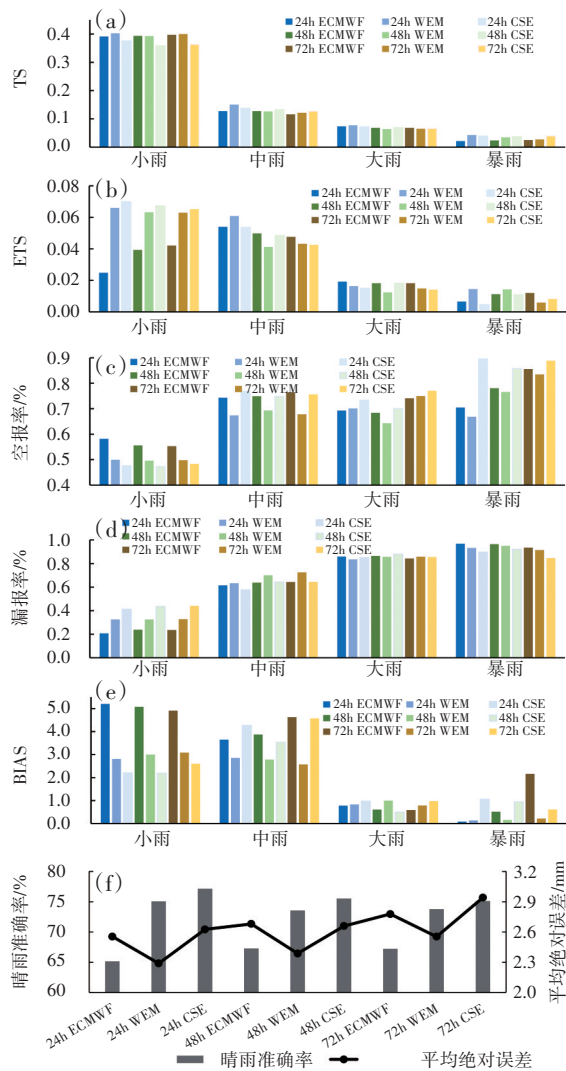 (a)
24h ECMWF 24h WEM 24h CSE
48h ECMWF 48h WEM 48h CSE
72h ECMWF 72h WEM 72h CSE
TS
0.4
0.3
0.2
0.1
0.0
小雨 中雨 大雨 暴雨
(b)
24h ECMWF 24h WEM 24h CSE
48h ECMWF 48h WEM 48h CSE
72h ECMWF 72h WEM 72h CSE
ETS
0.08
0.06
0.04
0.02
0.00
小雨 中雨 大雨 暴雨
(c)
24h ECMWF 24h WEM 24h CSE
48h ECMWF 48h WEM 48h CSE
72h ECMWF 72h WEM 72h CSE
空报率/%
0.9
0.8
0.7
0.6
0.5
0.4
小雨 中雨 大雨 暴雨
(d)
24h ECMWF 24h WEM 24h CSE
48h ECMWF 48h WEM 48h CSE
72h ECMWF 72h WEM 72h CSE
漏报率/%
1.0
0.8
0.6
0.4
0.2
0.0
小雨 中雨 大雨 暴雨
(e)
24h ECMWF 24h WEM 24h CSE
48h ECMWF 48h WEM 48h CSE
72h ECMWF 72h WEM 72h CSE
BIAS
5.0
4.0
3.0
2.0
1.0
0.0
小雨 中雨 大雨 暴雨
(f)
晴雨准确率/%
80
75
70
65
60
3.2
2.9
2.6
2.3
2.0
平均绝对误差/mm
24h ECMWF 24h WEM 24h CSE 48h ECMWF 48h WEM 48h CSE 72h ECMWF 72h WEM 72h CSE
晴雨准确率 平均绝对误差